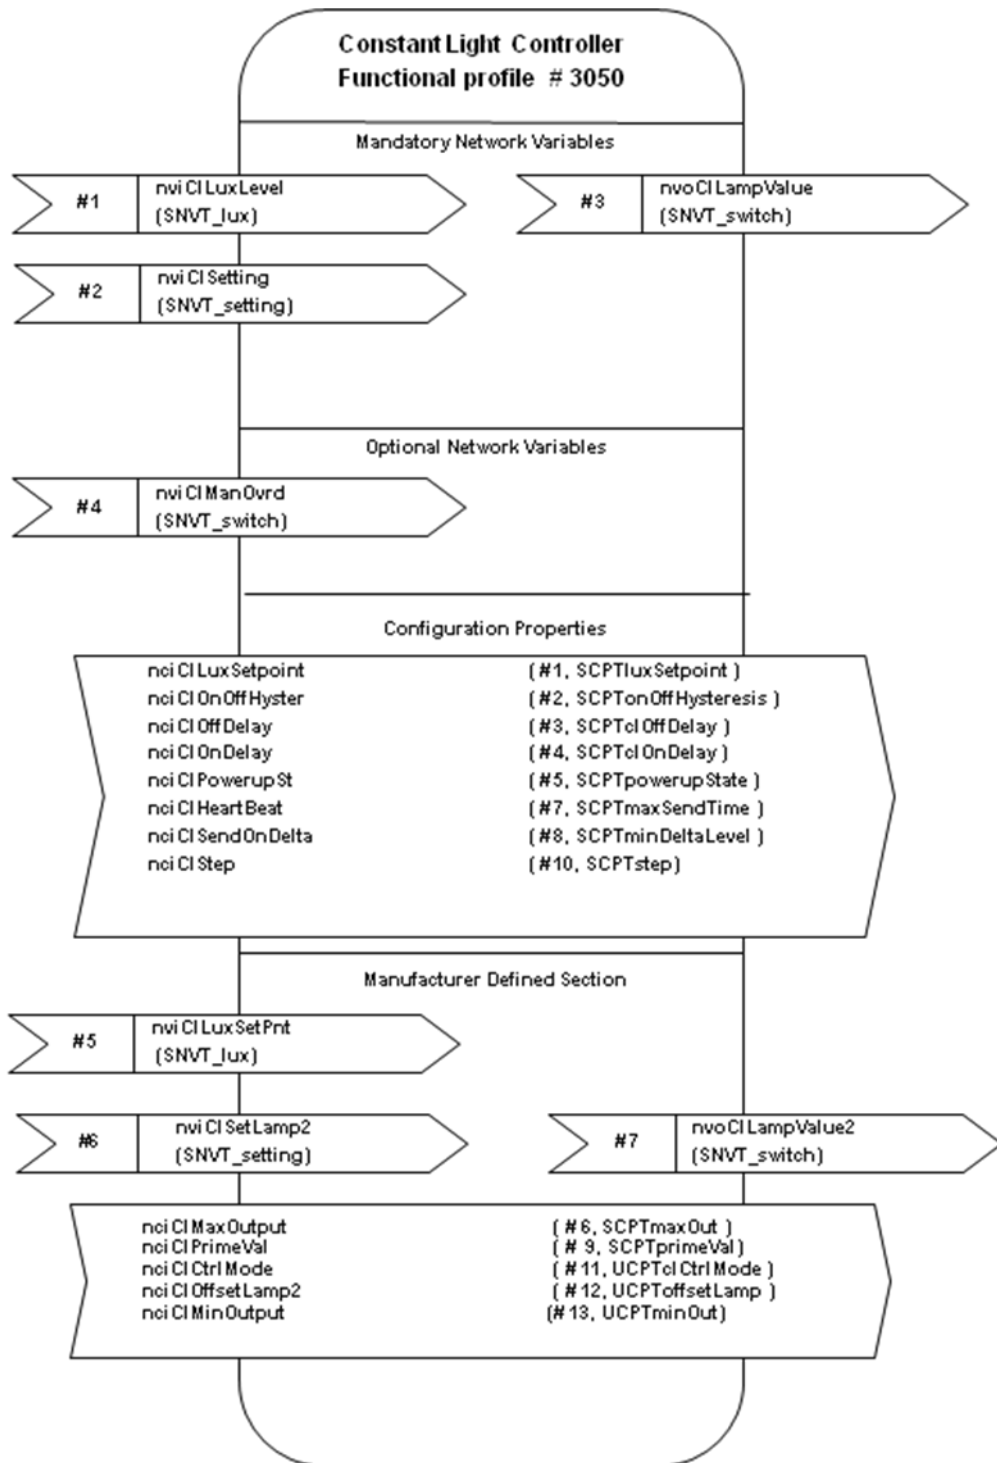 Constant Light Controller
Functional profile # 3050
Mandatory Network Variables
#1
nviClLuxLevel
(SNVT_lux)
#3
nvoClLampValue
(SNVT_switch)
#2
nviClSetting
(SNVT_setting)
Optional Network Variables
#4
nviClManOvrd
(SNVT_switch)
Configuration Properties
nciClLuxSetpoint (#1, SCPTluxSetpoint )
nciClOnOffHyster (#2, SCPTonOffHysteresis )
nciClOffDelay (#3, SCPTclOffDelay )
nciClOnDelay (#4, SCPTclOnDelay )
nciClPowerupSt (#5, SCPTpowerupState )
nciClHeartBeat (#7, SCPTmaxSendTime )
nciClSendOnDelta (#8, SCPTminDeltaLevel )
nciClStep (#10, SCPTstep)
Manufacturer Defined Section
#5
nviClLuxSetPnt
(SNVT_lux)
#6
nviClSetLamp2
(SNVT_setting)
#7
nvoClLampValue2
(SNVT_switch)
nciClMaxOutput ( #6, SCPTmaxOut )
nciClPrimeVal ( # 9, SCPTprimeVal)
nciClCtrlMode ( #11, UCPTclCtrlMode )
nciClOffsetLamp2 ( #12, UCPToffsetLamp )
nciClMinOutput (#13, UCPTminOut)